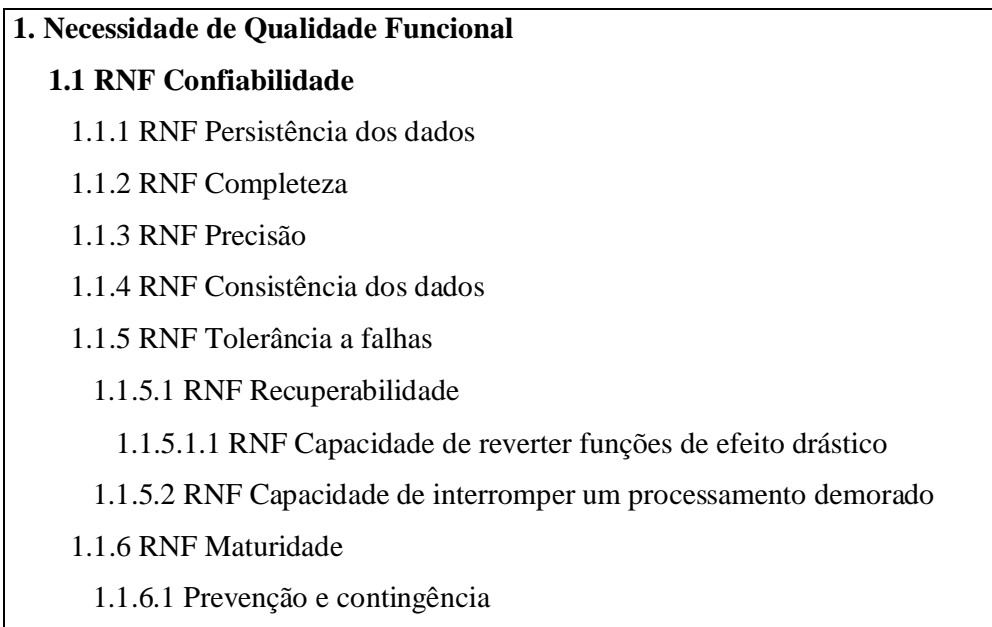 1. Necessidade de Qualidade Funcional
1.1 RNF Confiabilidade
1.1.1 RNF Persistência dos dados
1.1.2 RNF Completeza
1.1.3 RNF Precisão
1.1.4 RNF Consistência dos dados
1.1.5 RNF Tolerância a falhas
1.1.5.1 RNF Recuperabilidade
1.1.5.1.1 RNF Capacidade de reverter funções de efeito drástico
1.1.5.2 RNF Capacidade de interromper um processamento demorado
1.1.6 RNF Maturidade
1.1.6.1 Prevenção e contingência